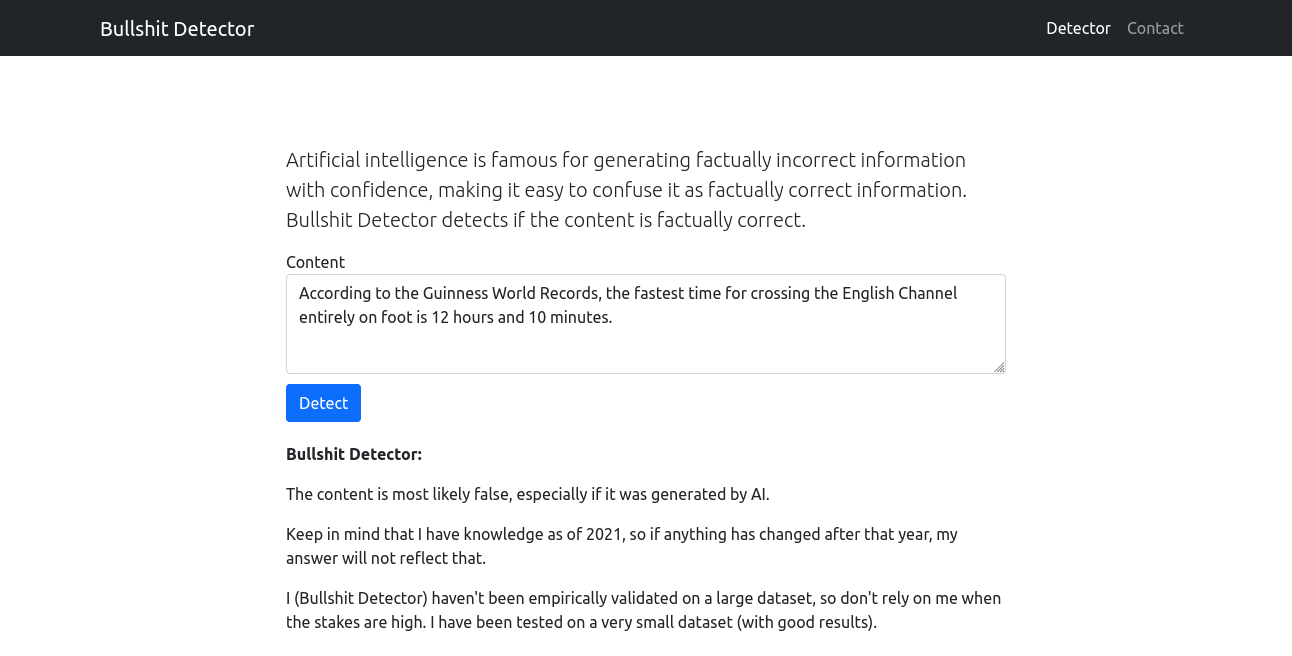 Bullshit Detector
Detector
Contact
Artificial intelligence is famous for generating factually incorrect information
with confidence, making it easy to confuse it as factually correct information.
Bullshit Detector detects if the content is factually correct.
Content
According to the Guinness World Records, the fastest time for crossing the English Channel
entirely on foot is 12 hours and 10 minutes.
Detect
Bullshit Detector:
The content is most likely false, especially if it was generated by AI.
Keep in mind that I have knowledge as of 2021, so if anything has changed after that year, my
answer will not reflect that.
I (Bullshit Detector) haven't been empirically validated on a large dataset, so don't rely on me when
the stakes are high. I have been tested on a very small dataset (with good results).